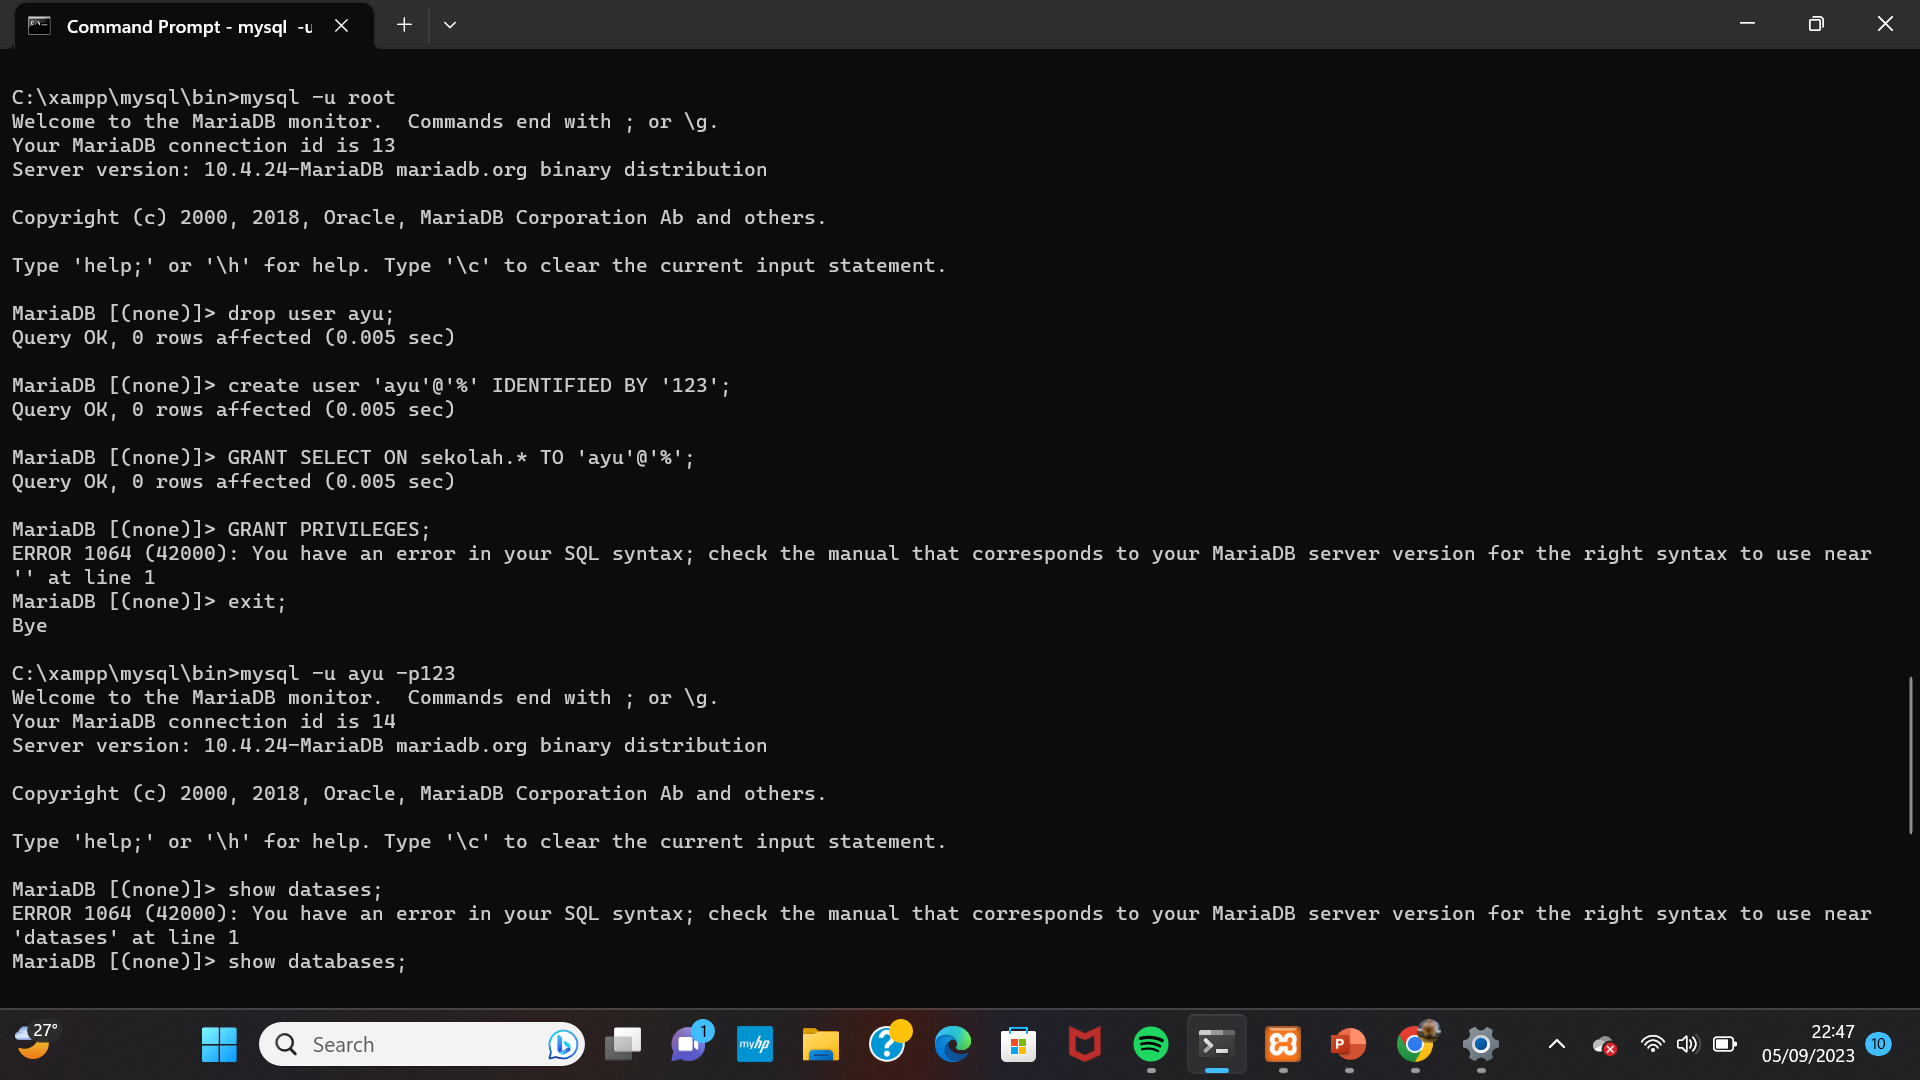 Command Prompt - mysql -u
C:\xampp\mysql\bin>mysql -u root
Welcome to the MariaDB monitor.  Commands end with ; or \g.
Your MariaDB connection id is 13
Server version: 10.4.24-MariaDB mariadb.org binary distribution
Copyright (c) 2000, 2018, Oracle, MariaDB Corporation Ab and others.
Type 'help;' or '\h' for help. Type '\c' to clear the current input statement.
MariaDB [(none)]> drop user ayu;
Query OK, 0 rows affected (0.005 sec)
MariaDB [(none)]> create user 'ayu'@'%' IDENTIFIED BY '123';
Query OK, 0 rows affected (0.005 sec)
MariaDB [(none)]> GRANT SELECT ON sekolah.* TO 'ayu'@'%';
Query OK, 0 rows affected (0.005 sec)
MariaDB [(none)]> GRANT PRIVILEGES;
ERROR 1064 (42000): You have an error in your SQL syntax; check the manual that corresponds to your MariaDB server version for the right syntax to use near
'' at line 1
MariaDB [(none)]> exit;
Bye
C:\xampp\mysql\bin>mysql -u ayu -p123
Welcome to the MariaDB monitor.  Commands end with ; or \g.
Your MariaDB connection id is 14
Server version: 10.4.24-MariaDB mariadb.org binary distribution
Copyright (c) 2000, 2018, Oracle, MariaDB Corporation Ab and others.
Type 'help;' or '\h' for help. Type '\c' to clear the current input statement.
MariaDB [(none)]> show datases;
ERROR 1064 (42000): You have an error in your SQL syntax; check the manual that corresponds to your MariaDB server version for the right syntax to use near
'datases' at line 1
MariaDB [(none)]> show databases;
27°
Search
1
myhp
22:47
05/09/2023
10